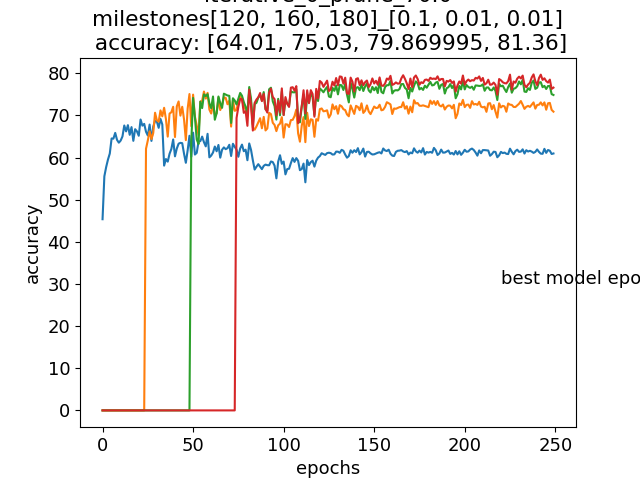 iterative_0_prune_70.0
milestones[120, 160, 180]_[0.1, 0.01, 0.01]
accuracy: [64.01, 75.03, 79.869995, 81.36]
80
70
60
50
40
30
20
10
0
accuracy
best model epo
0 50 100 150 200 250
epochs